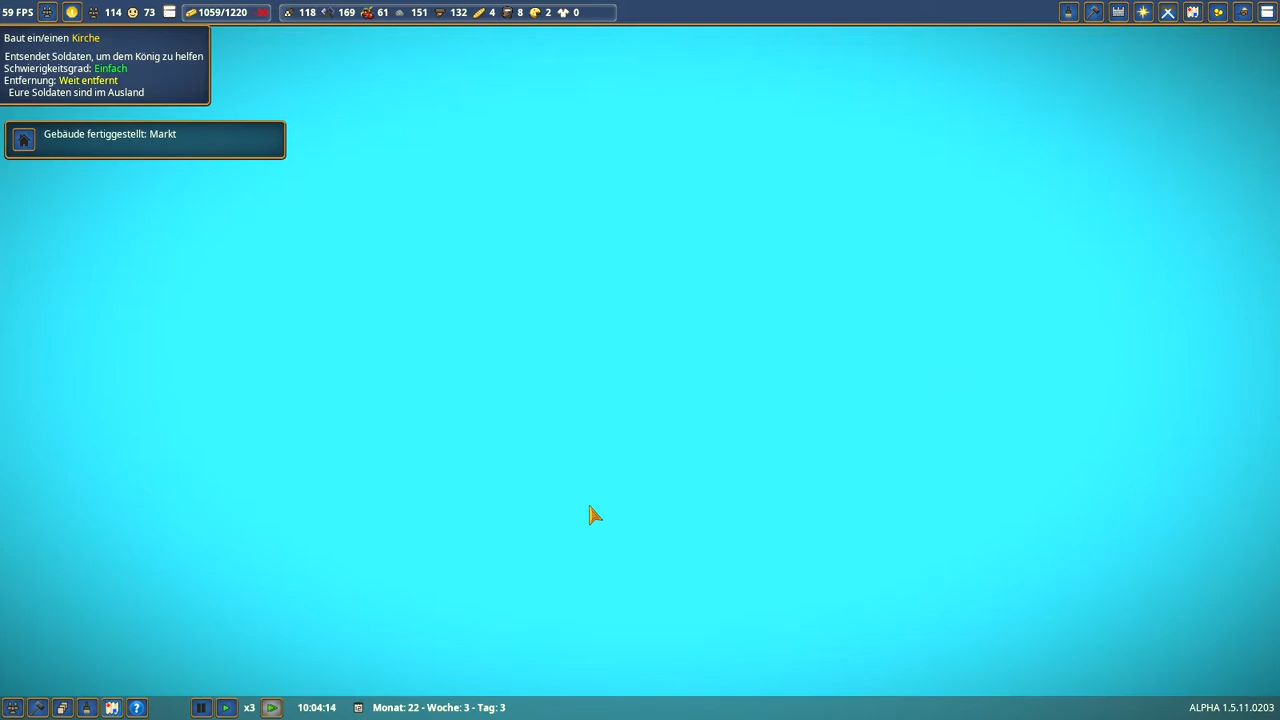 59 FPS 114 73 1059/1220 118 169 61 151 132 4 8 2 0
Baut ein/einen Kirche
Entsendet Soldaten, um dem König zu helfen
Schwierigkeitsgrad: Einfach
Entfernung: Weit entfernt
Eure Soldaten sind im Ausland
Gebäude fertiggestellt: Markt
x3 10:04:14 Monat: 22 - Woche: 3 - Tag: 3 ALPHA 1.5.11.0203